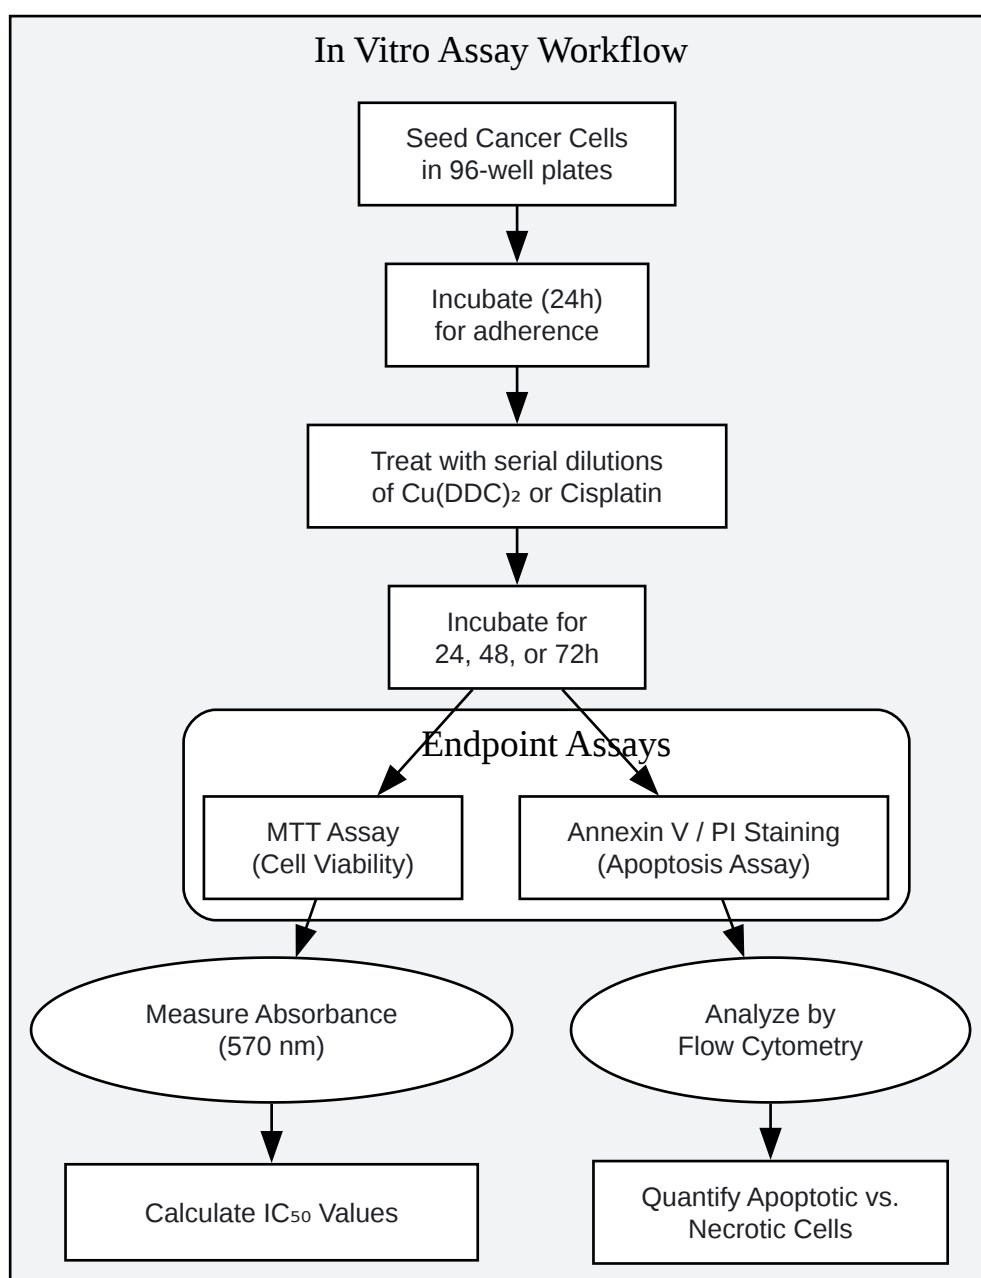 In Vitro Assay Workflow
Seed Cancer Cells
in 96-well plates
Incubate (24h)
for adherence
Treat with serial dilutions
of Cu(DDC)₂ or Cisplatin
Incubate for
24, 48, or 72h
Endpoint Assays
MTT Assay
(Cell Viability)
Annexin V / PI Staining
(Apoptosis Assay)
Measure Absorbance
(570 nm)
Analyze by
Flow Cytometry
Calculate IC₅₀ Values
Quantify Apoptotic vs.
Necrotic Cells